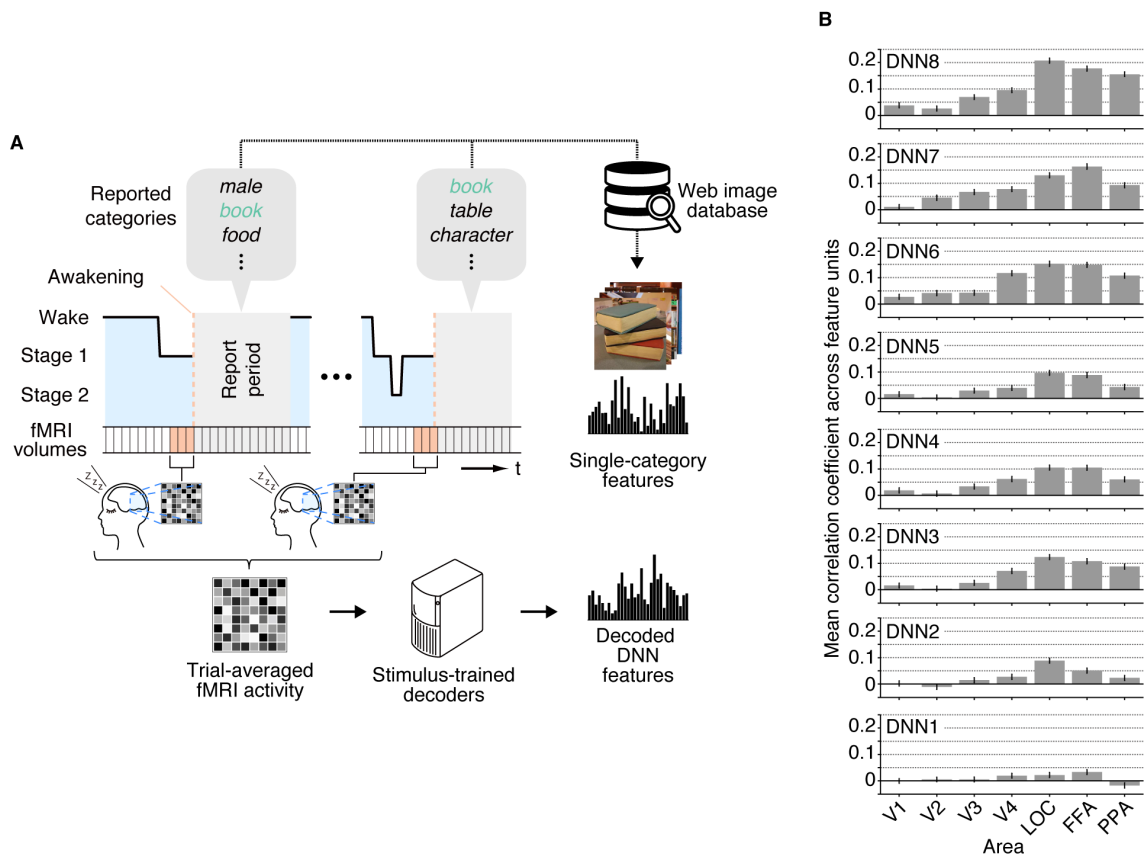 A
Reported
categories
male
book
food
book
table
character
Web image
database
Awakening
Wake
Stage 1
Stage 2
Report
period
fMRI
volumes
t
z z z
z z z
Single-category
features
Trial-averaged
fMRI activity
Stimulus-trained
decoders
Decoded
DNN
features
B
Mean correlation coefficient across feature units
DNN8
0.2
0.1
0
DNN7
0.2
0.1
0
DNN6
0.2
0.1
0
DNN5
0.2
0.1
0
DNN4
0.2
0.1
0
DNN3
0.2
0.1
0
DNN2
0.2
0.1
0
DNN1
0.2
0.1
0
V1 V2 V3 V4 LOC FFA PPA
Area